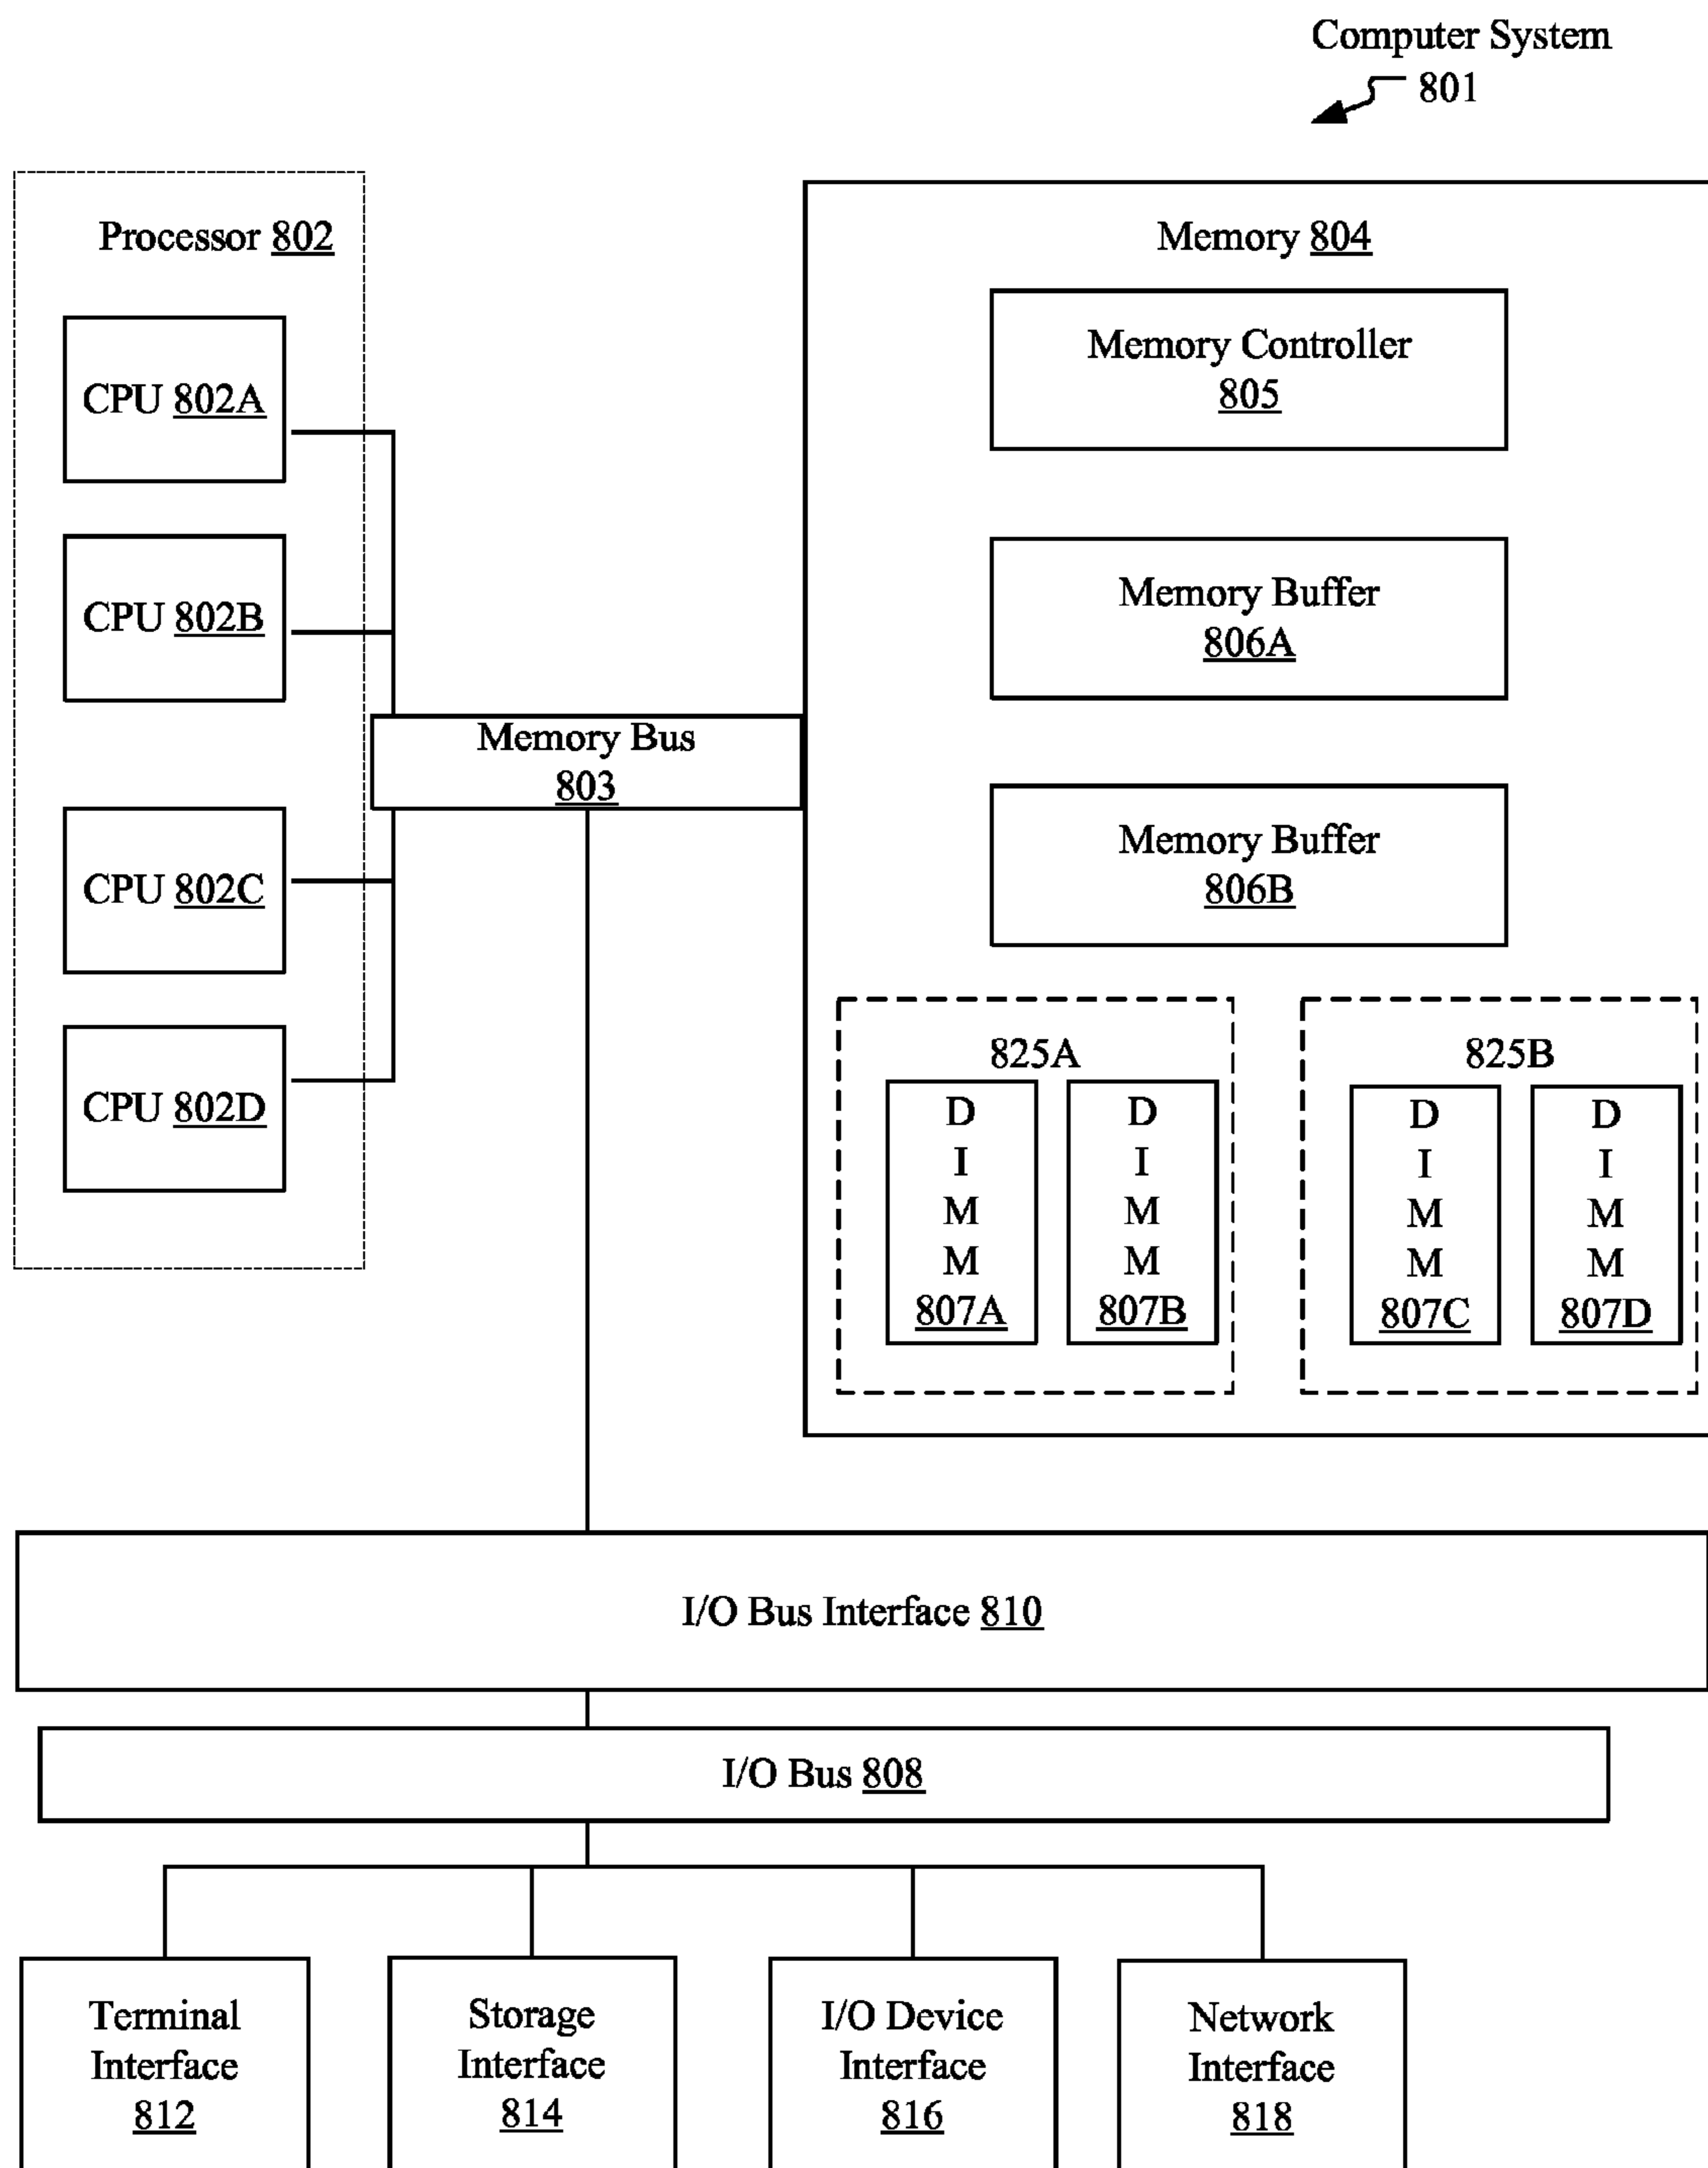 Computer System
801
Processor 802
CPU 802A
CPU 802B
CPU 802C
CPU 802D
Memory Bus
803
Memory 804
Memory Controller
805
Memory Buffer
806A
Memory Buffer
806B
825A
D
I
M
M
807A
D
I
M
M
807B
825B
D
I
M
M
807C
D
I
M
M
807D
I/O Bus Interface 810
I/O Bus 808
Terminal
Interface
812
Storage
Interface
814
I/O Device
Interface
816
Network
Interface
818